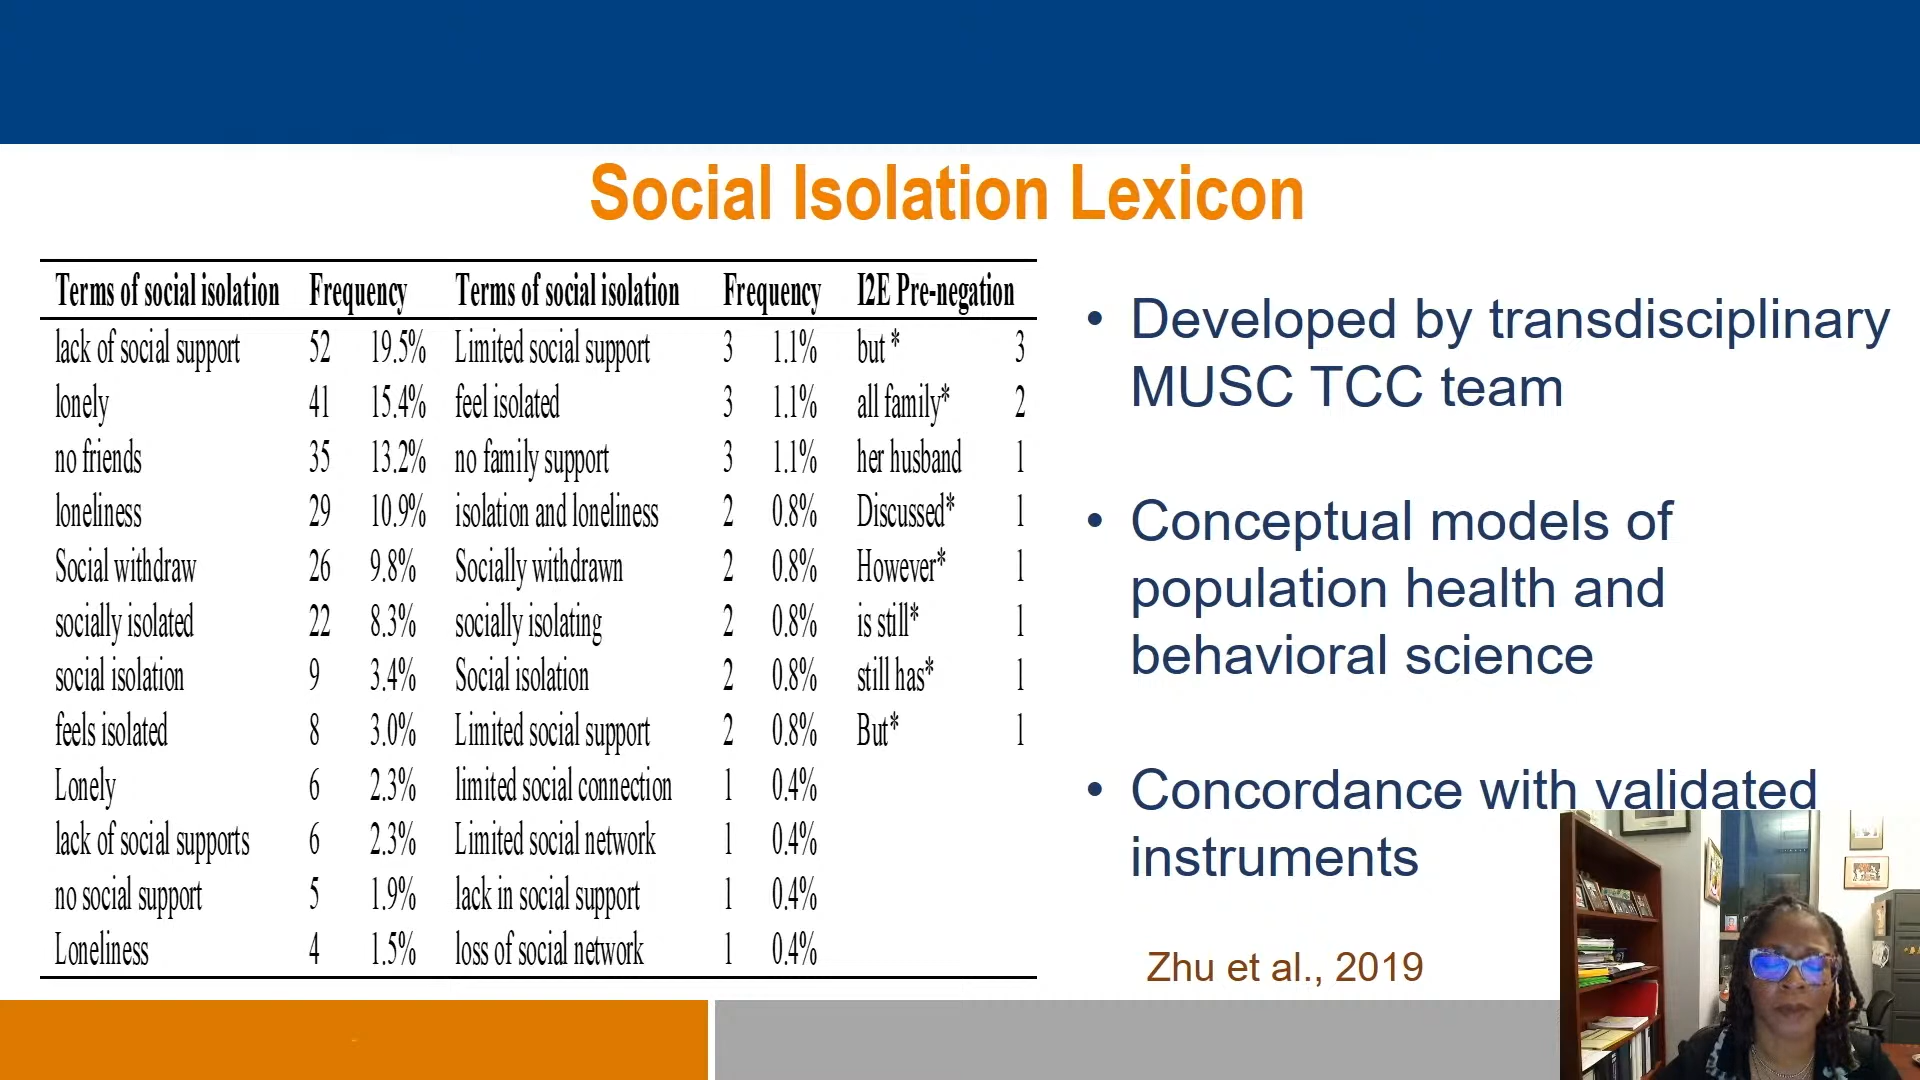 Social Isolation Lexicon
Terms of social isolation Frequency Terms of social isolation Frequency I2E Pre-negation
lack of social support 52 19.5% Limited social support 3 1.1% but * 3
lonely 41 15.4% feel isolated 3 1.1% all family* 2
no friends 35 13.2% no family support 3 1.1% her husband 1
loneliness 29 10.9% isolation and loneliness 2 0.8% Discussed* 1
Social withdraw 26 9.8% Socially withdrawn 2 0.8% However* 1
socially isolated 22 8.3% socially isolating 2 0.8% is still* 1
social isolation 9 3.4% Social isolation 2 0.8% still has* 1
feels isolated 8 3.0% Limited social support 2 0.8% But* 1
Lonely 6 2.3% limited social connection 1 0.4%
lack of social supports 6 2.3% Limited social network 1 0.4%
no social support 5 1.9% lack in social support 1 0.4%
Loneliness 4 1.5% loss of social network 1 0.4%
• Developed by transdisciplinary
MUSC TCC team
• Conceptual models of
population health and
behavioral science
• Concordance with validated
instruments
Zhu et al., 2019